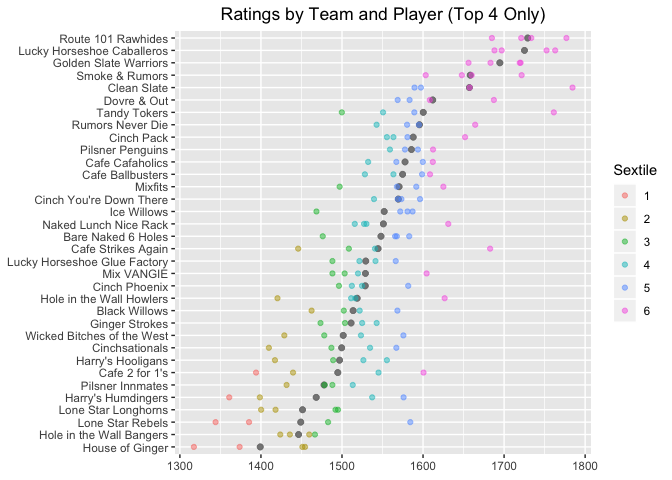 Ratings by Team and Player (Top 4 Only)
Route 101 Rawhides
Lucky Horseshoe Caballeros
Golden Slate Warriors
Smoke & Rumors
Clean Slate
Dovre & Out
Tandy Tokers
Rumors Never Die
Cinch Pack
Pilsner Penguins
Cafe Cafaholics
Cafe Ballbusters
Mixfits
Cinch You're Down There
Ice Willows
Naked Lunch Nice Rack
Bare Naked 6 Holes
Cafe Strikes Again
Lucky Horseshoe Glue Factory
Mix VANGIE
Cinch Phoenix
Hole in the Wall Howlers
Black Willows
Ginger Strokes
Wicked Bitches of the West
Cinchsationals
Harry's Hooligans
Cafe 2 for 1's
Pilsner Innmates
Harry's Humdingers
Lone Star Longhorns
Lone Star Rebels
Hole in the Wall Bangers
House of Ginger
1300 1400 1500 1600 1700 1800
Sextile
1
2
3
4
5
6